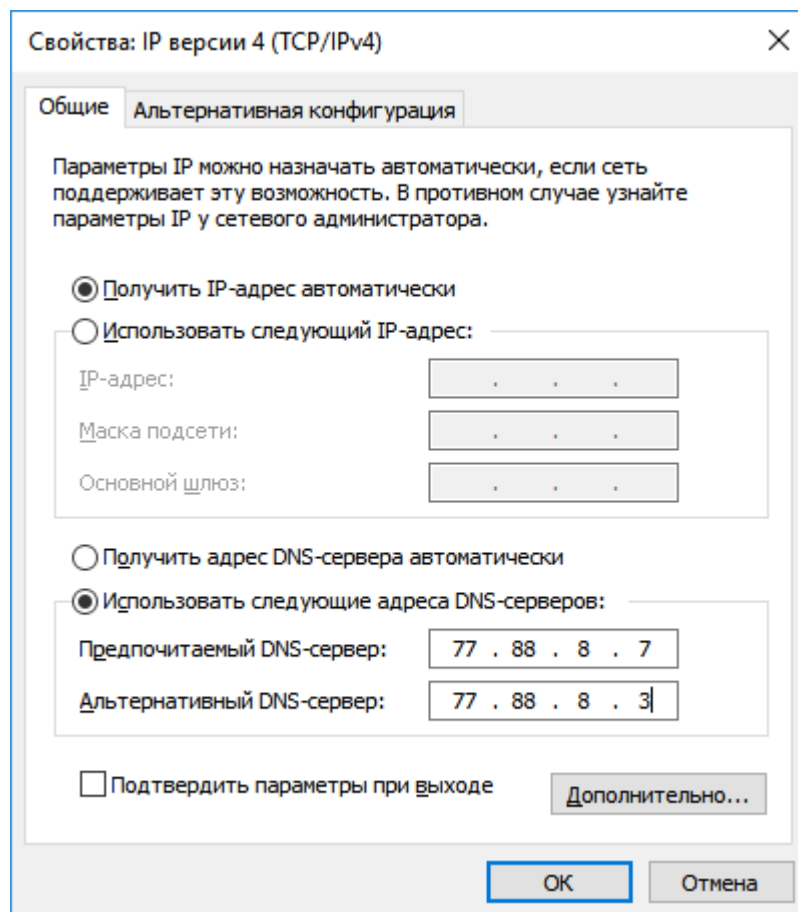 Свойства: IP версии 4 (TCP/IPv4)
Общие
Альтернативная конфигурация
Параметры IP можно назначать автоматически, если сеть
поддерживает эту возможность. В противном случае узнайте
параметры IP у сетевого администратора.
Получить IP-адрес автоматически
Использовать следующий IP-адрес:
IP-адрес: . . .
Маска подсети: . . .
Основной шлюз: . . .
Получить адрес DNS-сервера автоматически
Использовать следующие адреса DNS-серверов:
Предпочитаемый DNS-сервер: 77 . 88 . 8 . 7
Альтернативный DNS-сервер: 77 . 88 . 8 . 3
Подтвердить параметры при выходе
Дополнительно...
ОК
Отмена